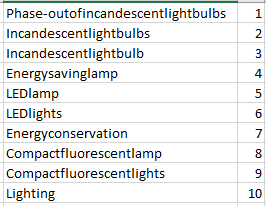 Phase-outofincandescentlightbulbs 1
Incandescentlightbulbs 2
Incandescentlightbulb 3
Energysavinglamp 4
LEDlamp 5
LEDlights 6
Energyconservation 7
Compactfluorescentlamp 8
Compactfluorescentlights 9
Lighting 10